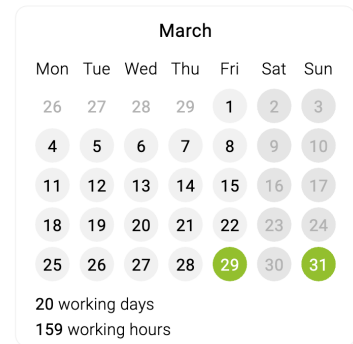 March
Mon Tue Wed Thu Fri Sat Sun
26 27 28 29 1 2 3
4 5 6 7 8 9 10
11 12 13 14 15 16 17
18 19 20 21 22 23 24
25 26 27 28 29 30 31
20 working days
159 working hours